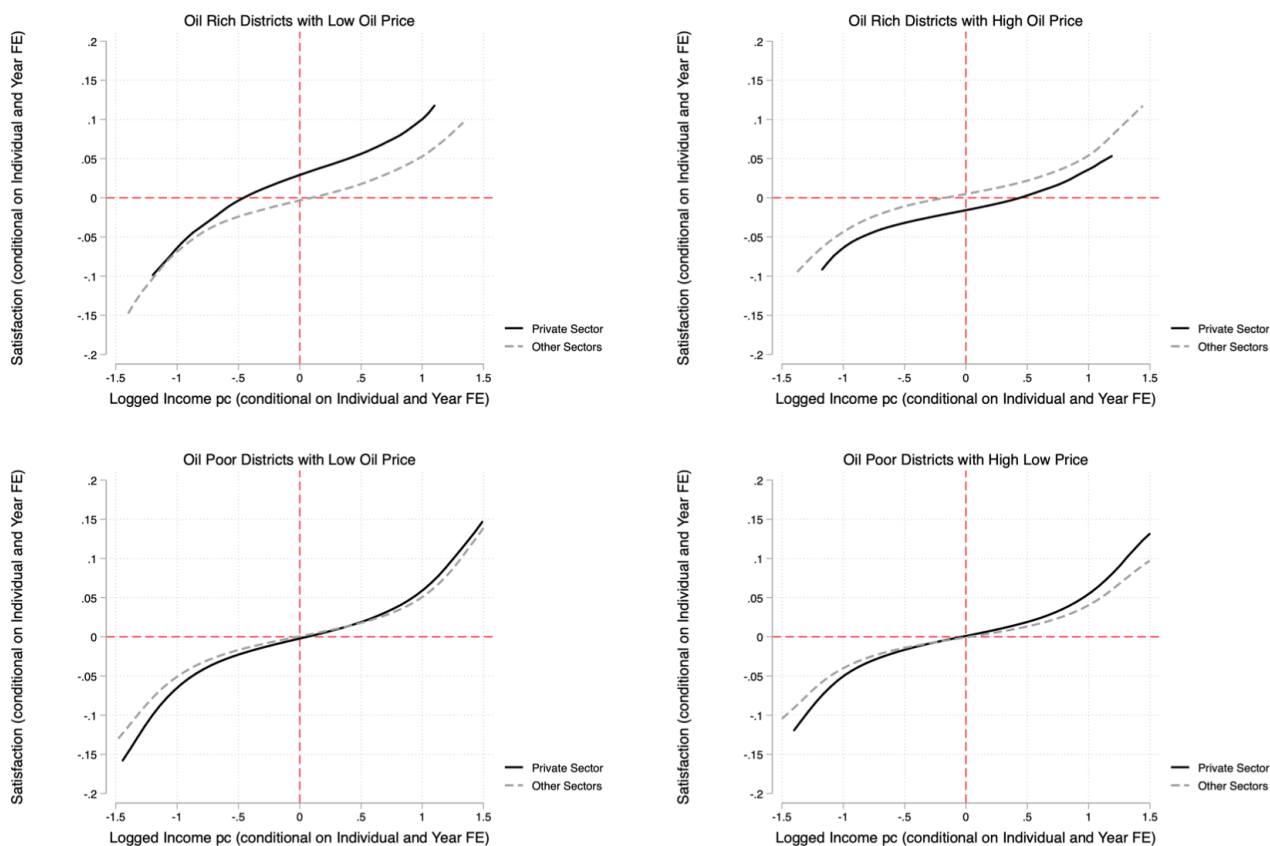 Oil Rich Districts with Low Oil Price
Satisfaction (conditional on Individual and Year FE)
.2
.15
.1
.05
0
-.05
-.1
-.15
-.2
-1.5 -1 -.5 0 .5 1 1.5
Logged Income pc (conditional on Individual and Year FE)
Private Sector
Other Sectors
Oil Rich Districts with High Oil Price
Satisfaction (conditional on Individual and Year FE)
.2
.15
.1
.05
0
-.05
-.1
-.15
-.2
-1.5 -1 -.5 0 .5 1 1.5
Logged Income pc (conditional on Individual and Year FE)
Private Sector
Other Sectors
Oil Poor Districts with Low Oil Price
Satisfaction (conditional on Individual and Year FE)
.2
.15
.1
.05
0
-.05
-.1
-.15
-.2
-1.5 -1 -.5 0 .5 1 1.5
Logged Income pc (conditional on Individual and Year FE)
Private Sector
Other Sectors
Oil Poor Districts with High Low Price
Satisfaction (conditional on Individual and Year FE)
.2
.15
.1
.05
0
-.05
-.1
-.15
-.2
-1.5 -1 -.5 0 .5 1 1.5
Logged Income pc (conditional on Individual and Year FE)
Private Sector
Other Sectors